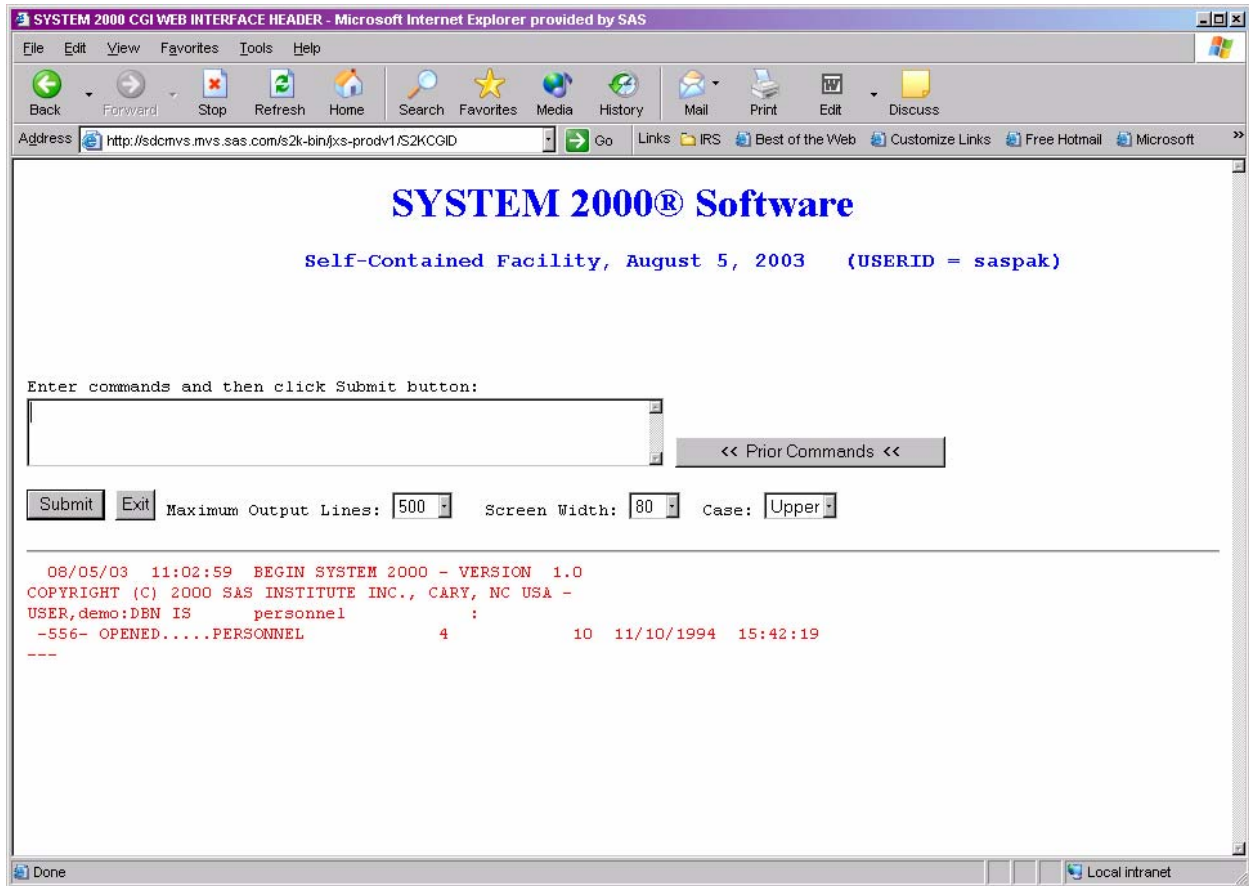 SYSTEM 2000 CGI WEB INTERFACE HEADER - Microsoft Internet Explorer provided by SAS
File Edit View Favorites Tools Help
Back Forward Stop Refresh Home Search Favorites Media History Mail Print Edit Discuss
Address http://sdcmvs.mvs.sas.com/s2k-bin/jxs-prodv1/S2KCGID Go Links IRS Best of the Web Customize Links Free Hotmail Microsoft »
SYSTEM 2000® Software
Self-Contained Facility, August 5, 2003 (USERID = saspak)
Enter commands and then click Submit button:
<< Prior Commands <<
Submit Exit Maximum Output Lines: 500 Screen Width: 80 Case: Upper
08/05/03 11:02:59 BEGIN SYSTEM 2000 - VERSION 1.0
COPYRIGHT (C) 2000 SAS INSTITUTE INC., CARY, NC USA -
USER,demo:DBN IS personnel :
-556- OPENED.....PERSONNEL 4 10 11/10/1994 15:42:19
---
Done Local intranet